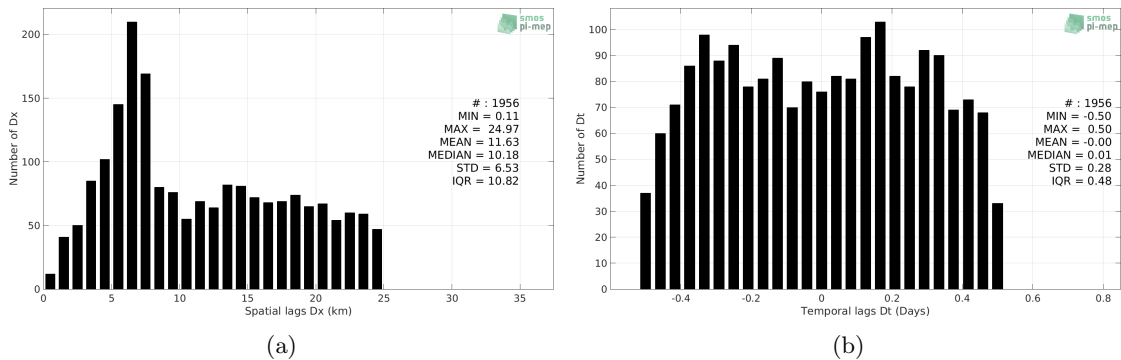 smos
pi-mep
200
150
100
50
0
Number of Dx
# : 1956
MIN = 0.11
MAX = 24.97
MEAN = 11.63
MEDIAN = 10.18
STD = 6.53
IQR = 10.82
0 5 10 15 20 25 30 35
Spatial lags Dx (km)
(a)
smos
pi-mep
100
90
80
70
60
50
40
30
20
10
0
Number of Dt
# : 1956
MIN = -0.50
MAX = 0.50
MEAN = -0.00
MEDIAN = 0.01
STD = 0.28
IQR = 0.48
-0.4 -0.2 0 0.2 0.4 0.6 0.8
Temporal lags Dt (Days)
(b)